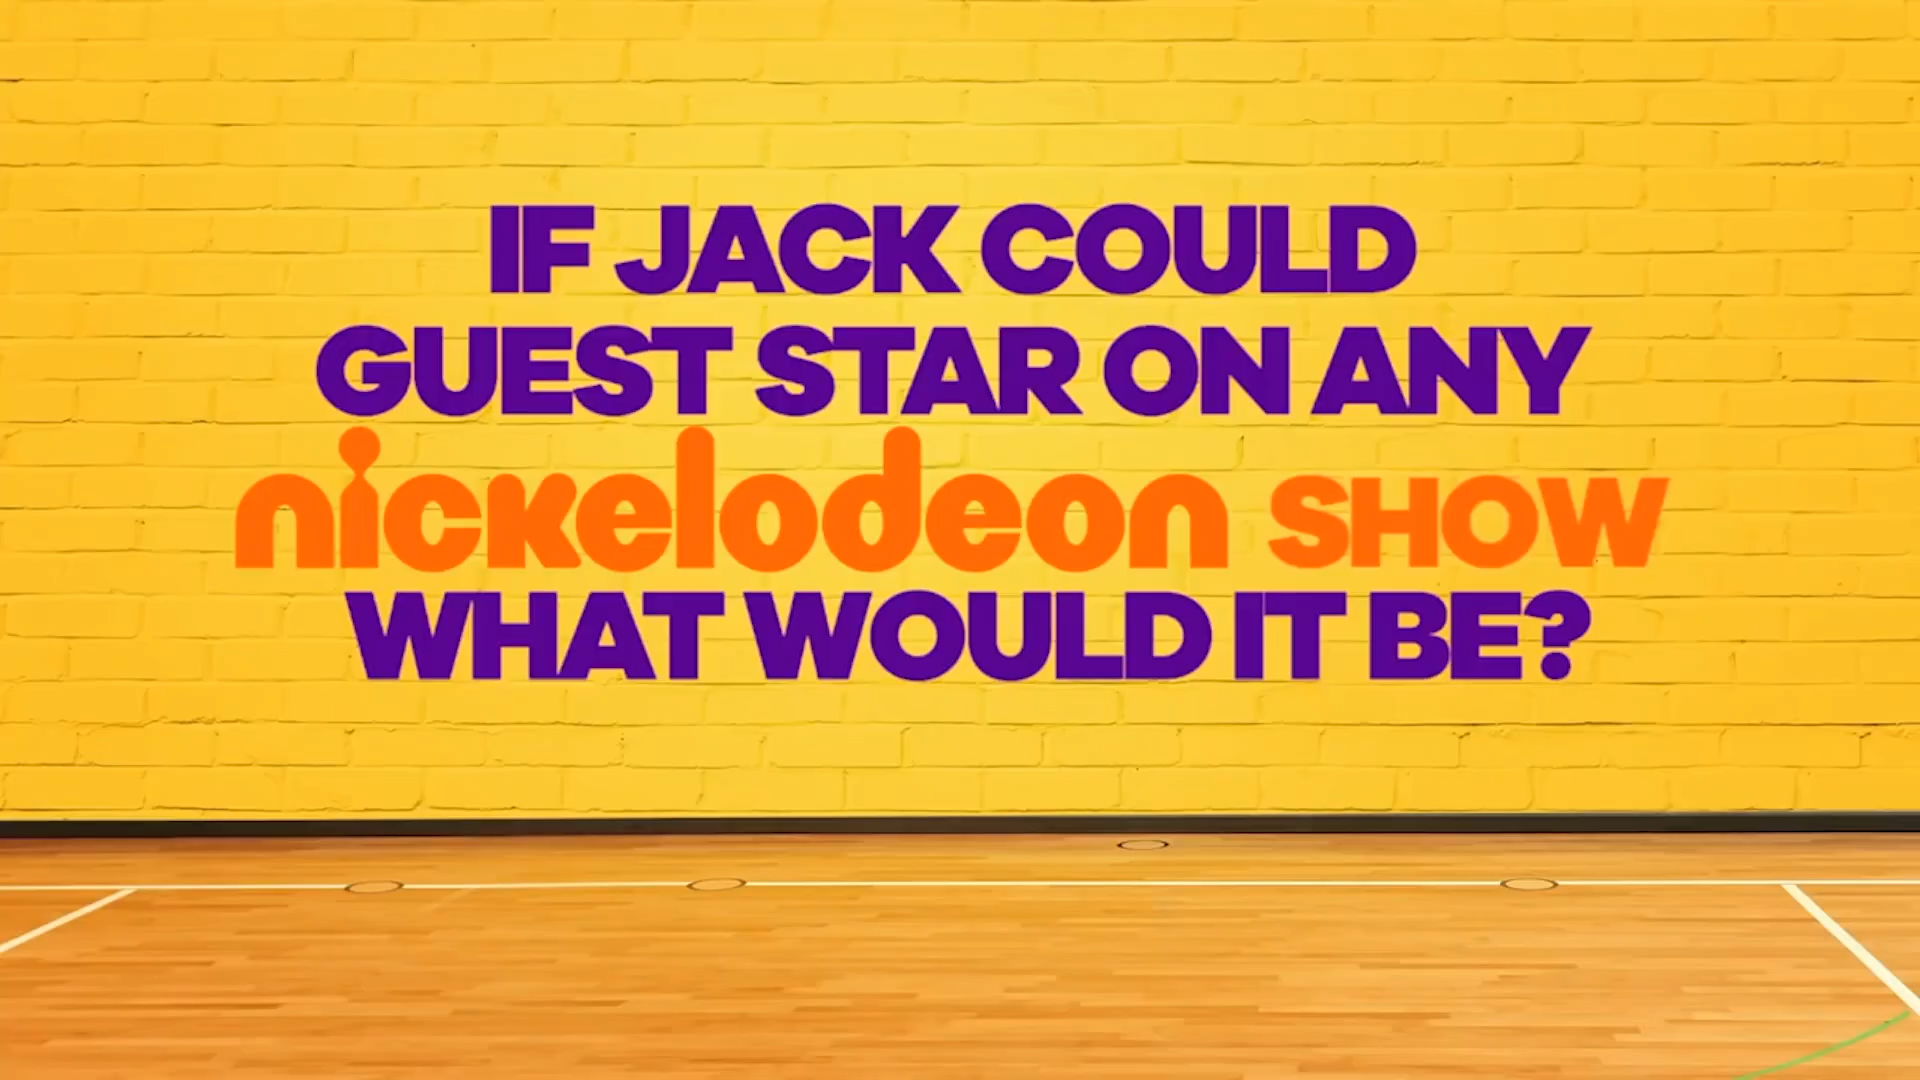 IF JACK COULD
GUEST STAR ON ANY
nickelodeon SHOW
WHAT WOULD IT BE?